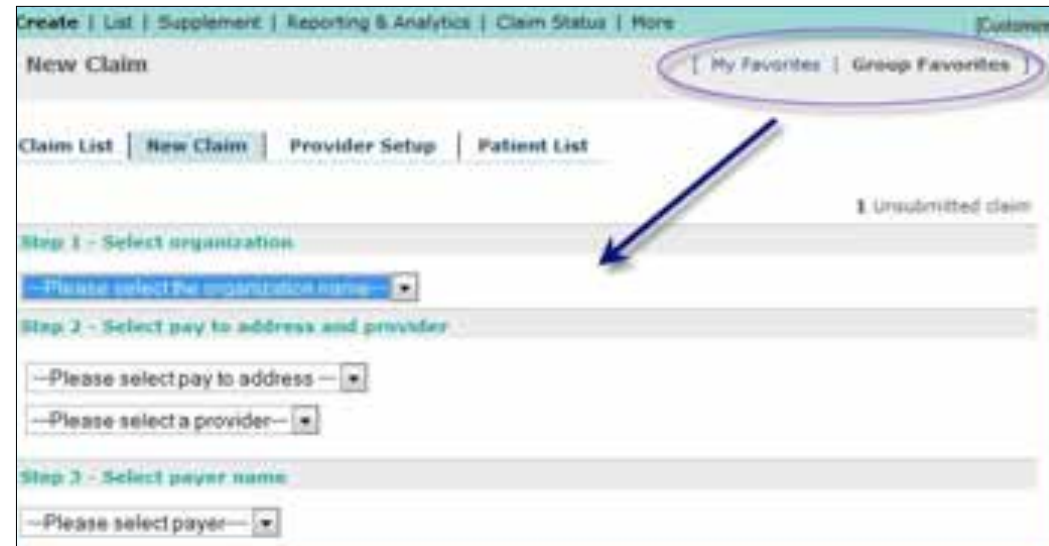 Create | List | Supplement | Reporting & Analytics | Claim Status | More [Customize
New Claim [ My Favorites | Group Favorites ]
Claim List | New Claim | Provider Setup | Patient List
1 Unsubmitted claim
Step 1 - Select organization
--Please select the organization name--
Step 2 - Select pay to address and provider
--Please select pay to address --
--Please select a provider--
Step 3 - Select payer name
--Please select payer--